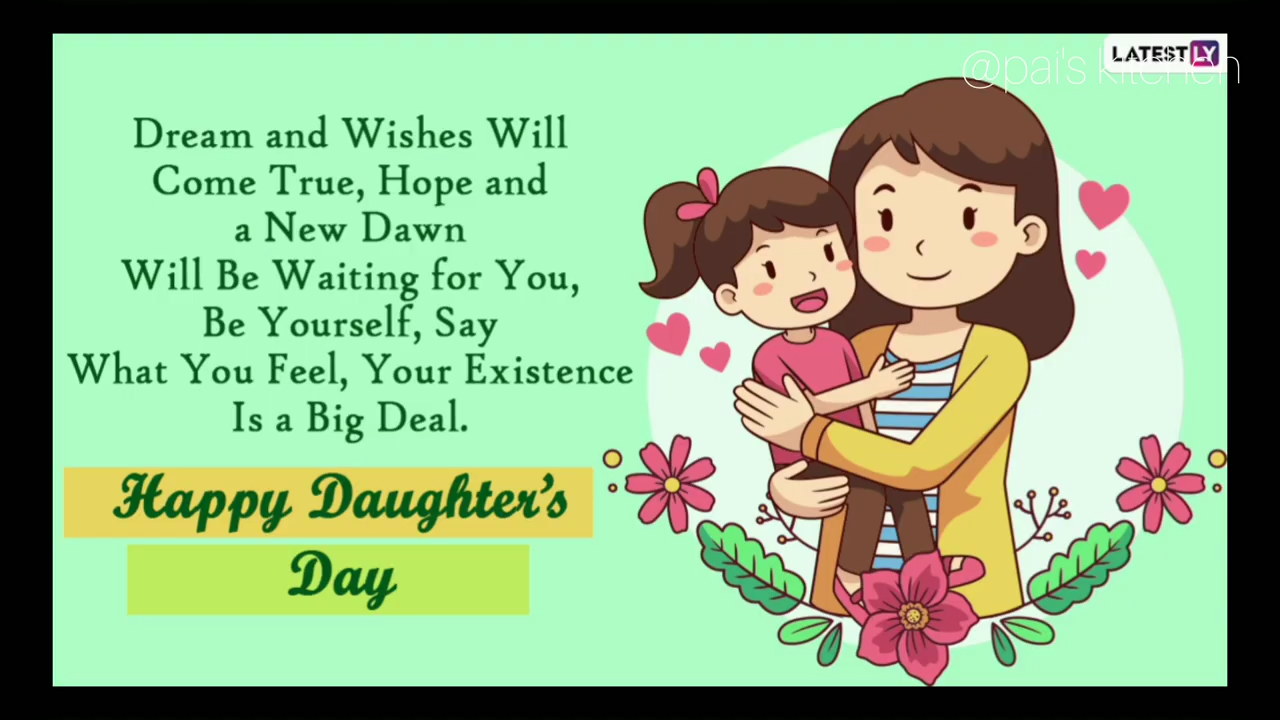 LATESTLY
@pai's kitchen
Dream and Wishes Will
Come True, Hope and
a New Dawn
Will Be Waiting for You,
Be Yourself, Say
What You Feel, Your Existence
Is a Big Deal.
Happy Daughter's
Day